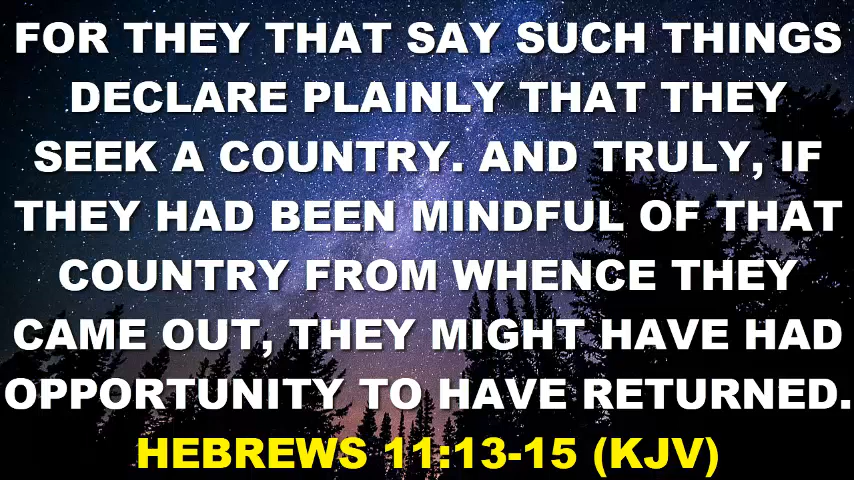 FOR THEY THAT SAY SUCH THINGS
DECLARE PLAINLY THAT THEY
SEEK A COUNTRY. AND TRULY, IF
THEY HAD BEEN MINDFUL OF THAT
COUNTRY FROM WHENCE THEY
CAME OUT, THEY MIGHT HAVE HAD
OPPORTUNITY TO HAVE RETURNED.
HEBREWS 11:13-15 (KJV)